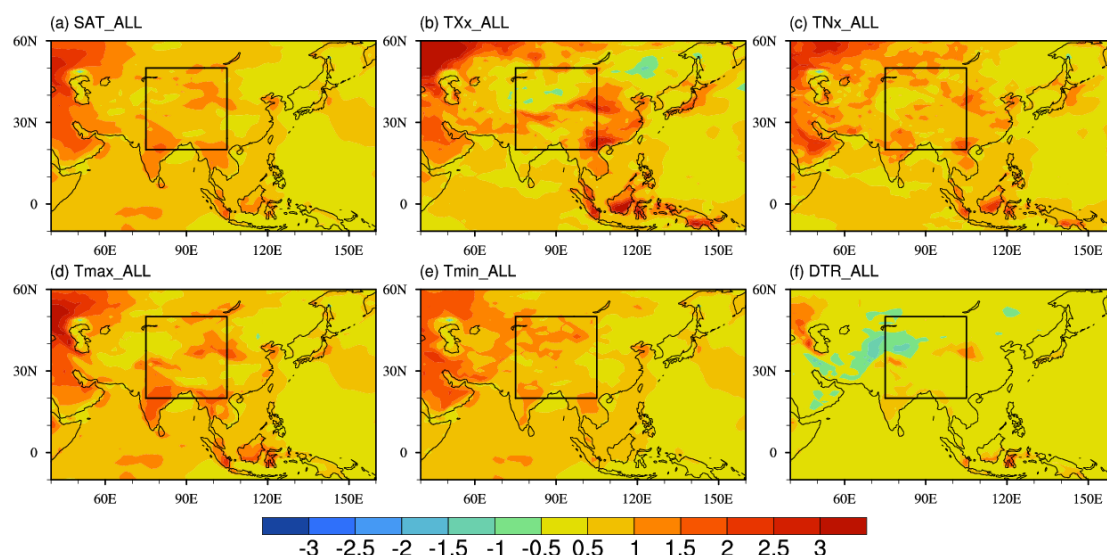 (a) SAT_ALL
(b) TXx_ALL
(c) TNx_ALL
60N
30N
0
60E
90E
120E
150E
60N
30N
0
60E
90E
120E
150E
60N
30N
0
60E
90E
120E
150E
(d) Tmax_ALL
(e) Tmin_ALL
(f) DTR_ALL
60N
30N
0
60E
90E
120E
150E
60N
30N
0
60E
90E
120E
150E
60N
30N
0
60E
90E
120E
150E
-3 -2.5 -2 -1.5 -1 -0.5 0.5 1 1.5 2 2.5 3